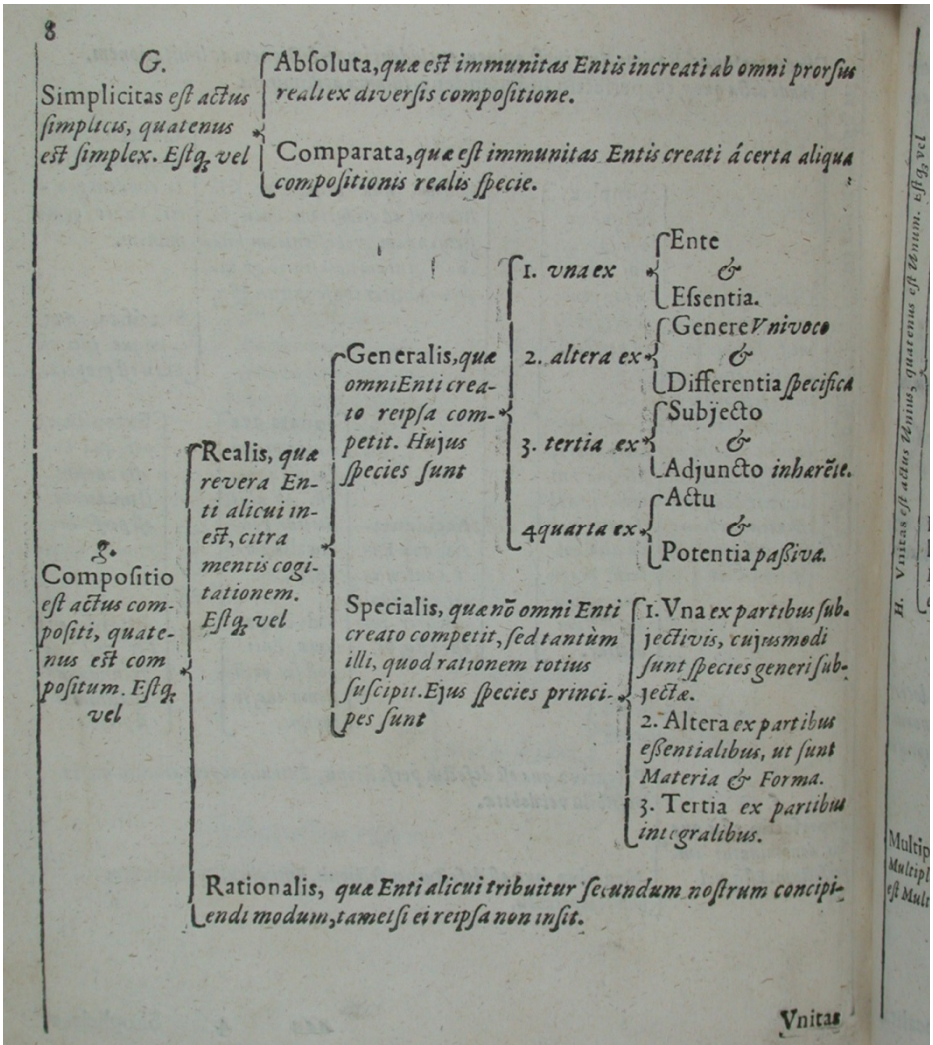 8
G.
Simplicitas est actus
simplicis, quatenus
est simplex. Estq; vel
Absoluta, quæ est immunitas Entis increati ab omni prorsus
reali ex diversis compositione.
Comparata, quæ est immunitas Entis creati á certa aliqua
compositionis realis specie.
g.
Compositio
est actus com-
positi, quate-
nus est com
positum. Estq;
vel
Realis, quæ
revera En-
ti alicui in-
est, citra
mentis cogi-
tationem.
Estq; vel
Generalis, quæ
omni Enti crea-
to reipsa com-
petit. Hujus
species sunt
1. vna ex
Ente
&
Essentia.
2. altera ex
Genere Vnivoco
&
Differentia specifica
3. tertia ex
Subjecto
&
Adjuncto inhærēte.
4 quarta ex
Actu
&
Potentia passiva.
Specialis, quæ nō omni Enti
creato competit, sed tantùm
illi, quod rationem totius
suscipit. Ejus species princi-
pes sunt
1. Vna ex partibus sub-
jectivis, cujusmodi
sunt species generi sub-
jectæ.
2. Altera ex partibus
essentialibus, ut sunt
Materia & Forma.
3. Tertia ex partibus
integralibus.
Rationalis, quæ Enti alicui tribuitur secundum nostrum concipi-
endi modum, tametsi ei reipsa non insit.
Vnitas
H. Vnitas est actus Unius, quatenus est Unum. Estq; vel
Multip
Multipl
est Mult